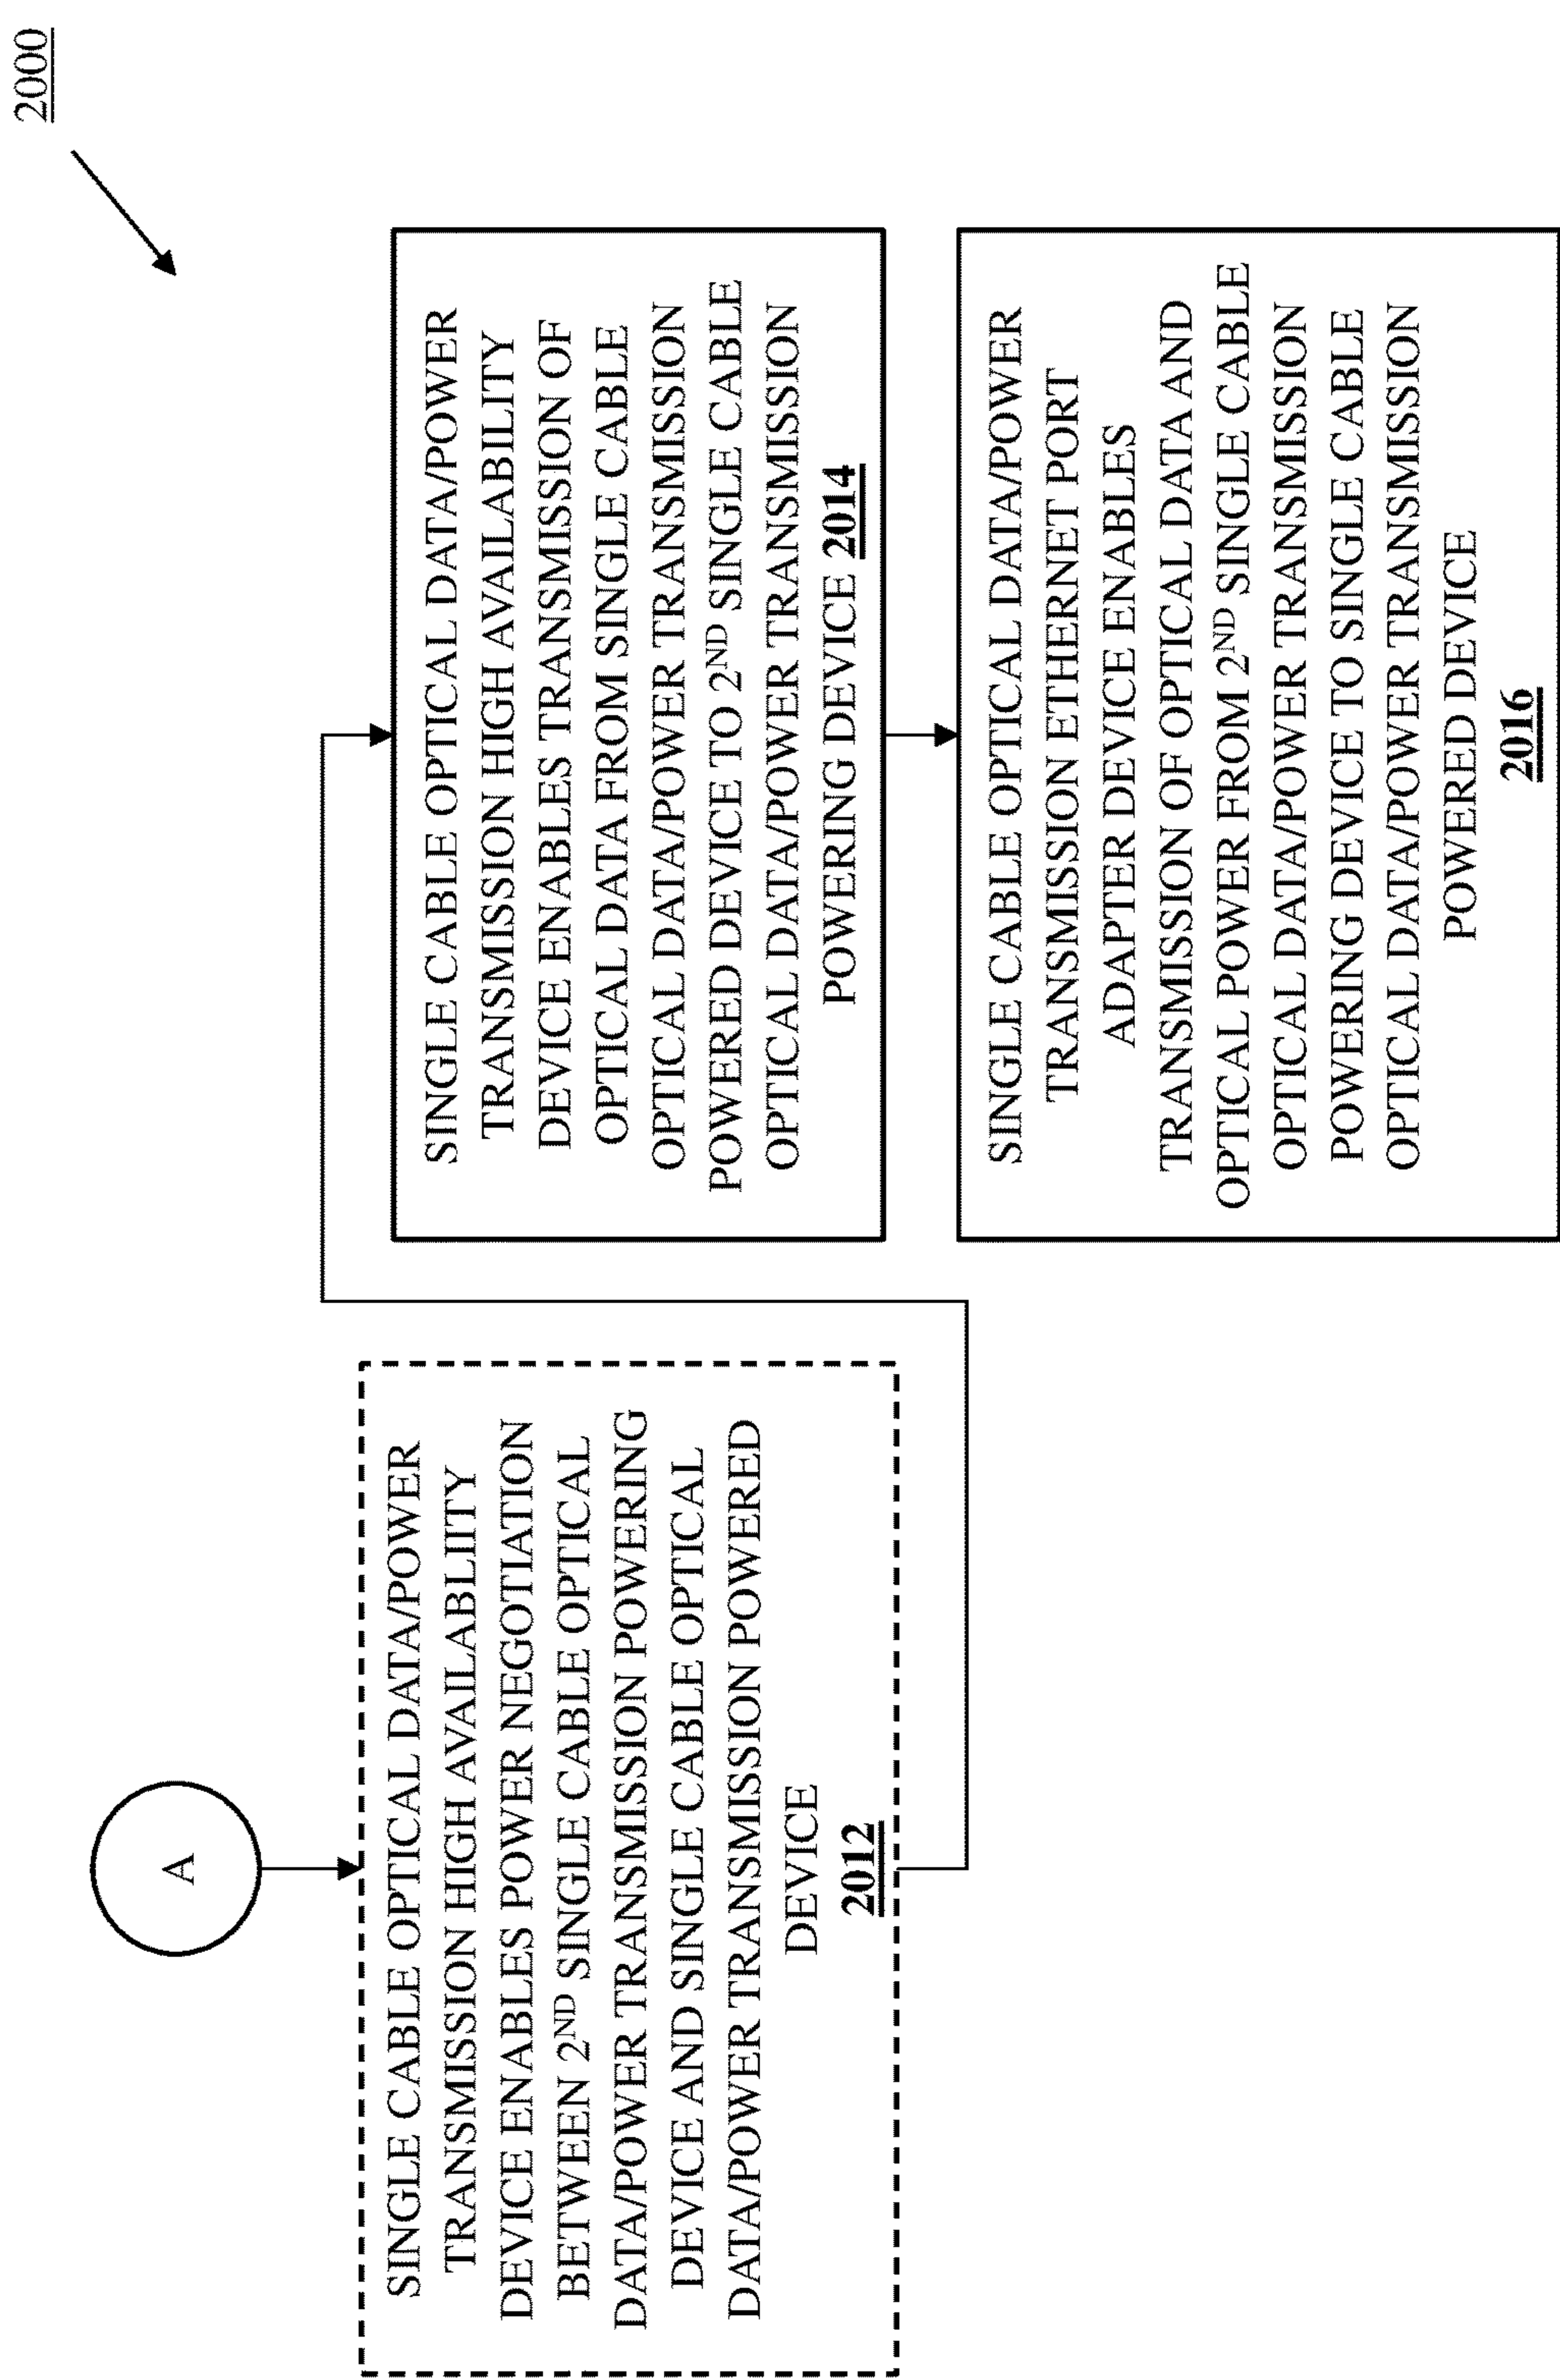 2000
A
SINGLE CABLE OPTICAL DATA/POWER
TRANSMISSION HIGH AVAILABLIITY
DEVICE ENABLES POWER NEGOTIATION
BETWEEN 2ND SINGLE CABLE OPTICAL
DATA/POWER TRANSMISSION POWERING
DEVICE AND SINGLE CABLE OPTICAL
DATA/POWER TRANSMISSION POWERED
DEVICE
2012
SINGLE CABLE OPTICAL DATA/POWER
TRANSMISSION HIGH AVAILABILITY
DEVICE ENABLES TRANSMISSION OF
OPTICAL DATA FROM SINGLE CABLE
OPTICAL DATA/POWER TRANSMISSION
POWERED DEVICE TO 2ND SINGLE CABLE
OPTICAL DATA/POWER TRANSMISSION
POWERING DEVICE 2014
SINGLE CABLE OPTICAL DATA/POWER
TRANSMISSION ETHERNET PORT
ADAPTER DEVICE ENABLES
TRANSMISSION OF OPTICAL DATA AND
OPTICAL POWER FROM 2ND SINGLE CABLE
OPTICAL DATA/POWER TRANSMISSION
POWERING DEVICE TO SINGLE CABLE
OPTICAL DATA/POWER TRANSMISSION
POWERED DEVICE
2016